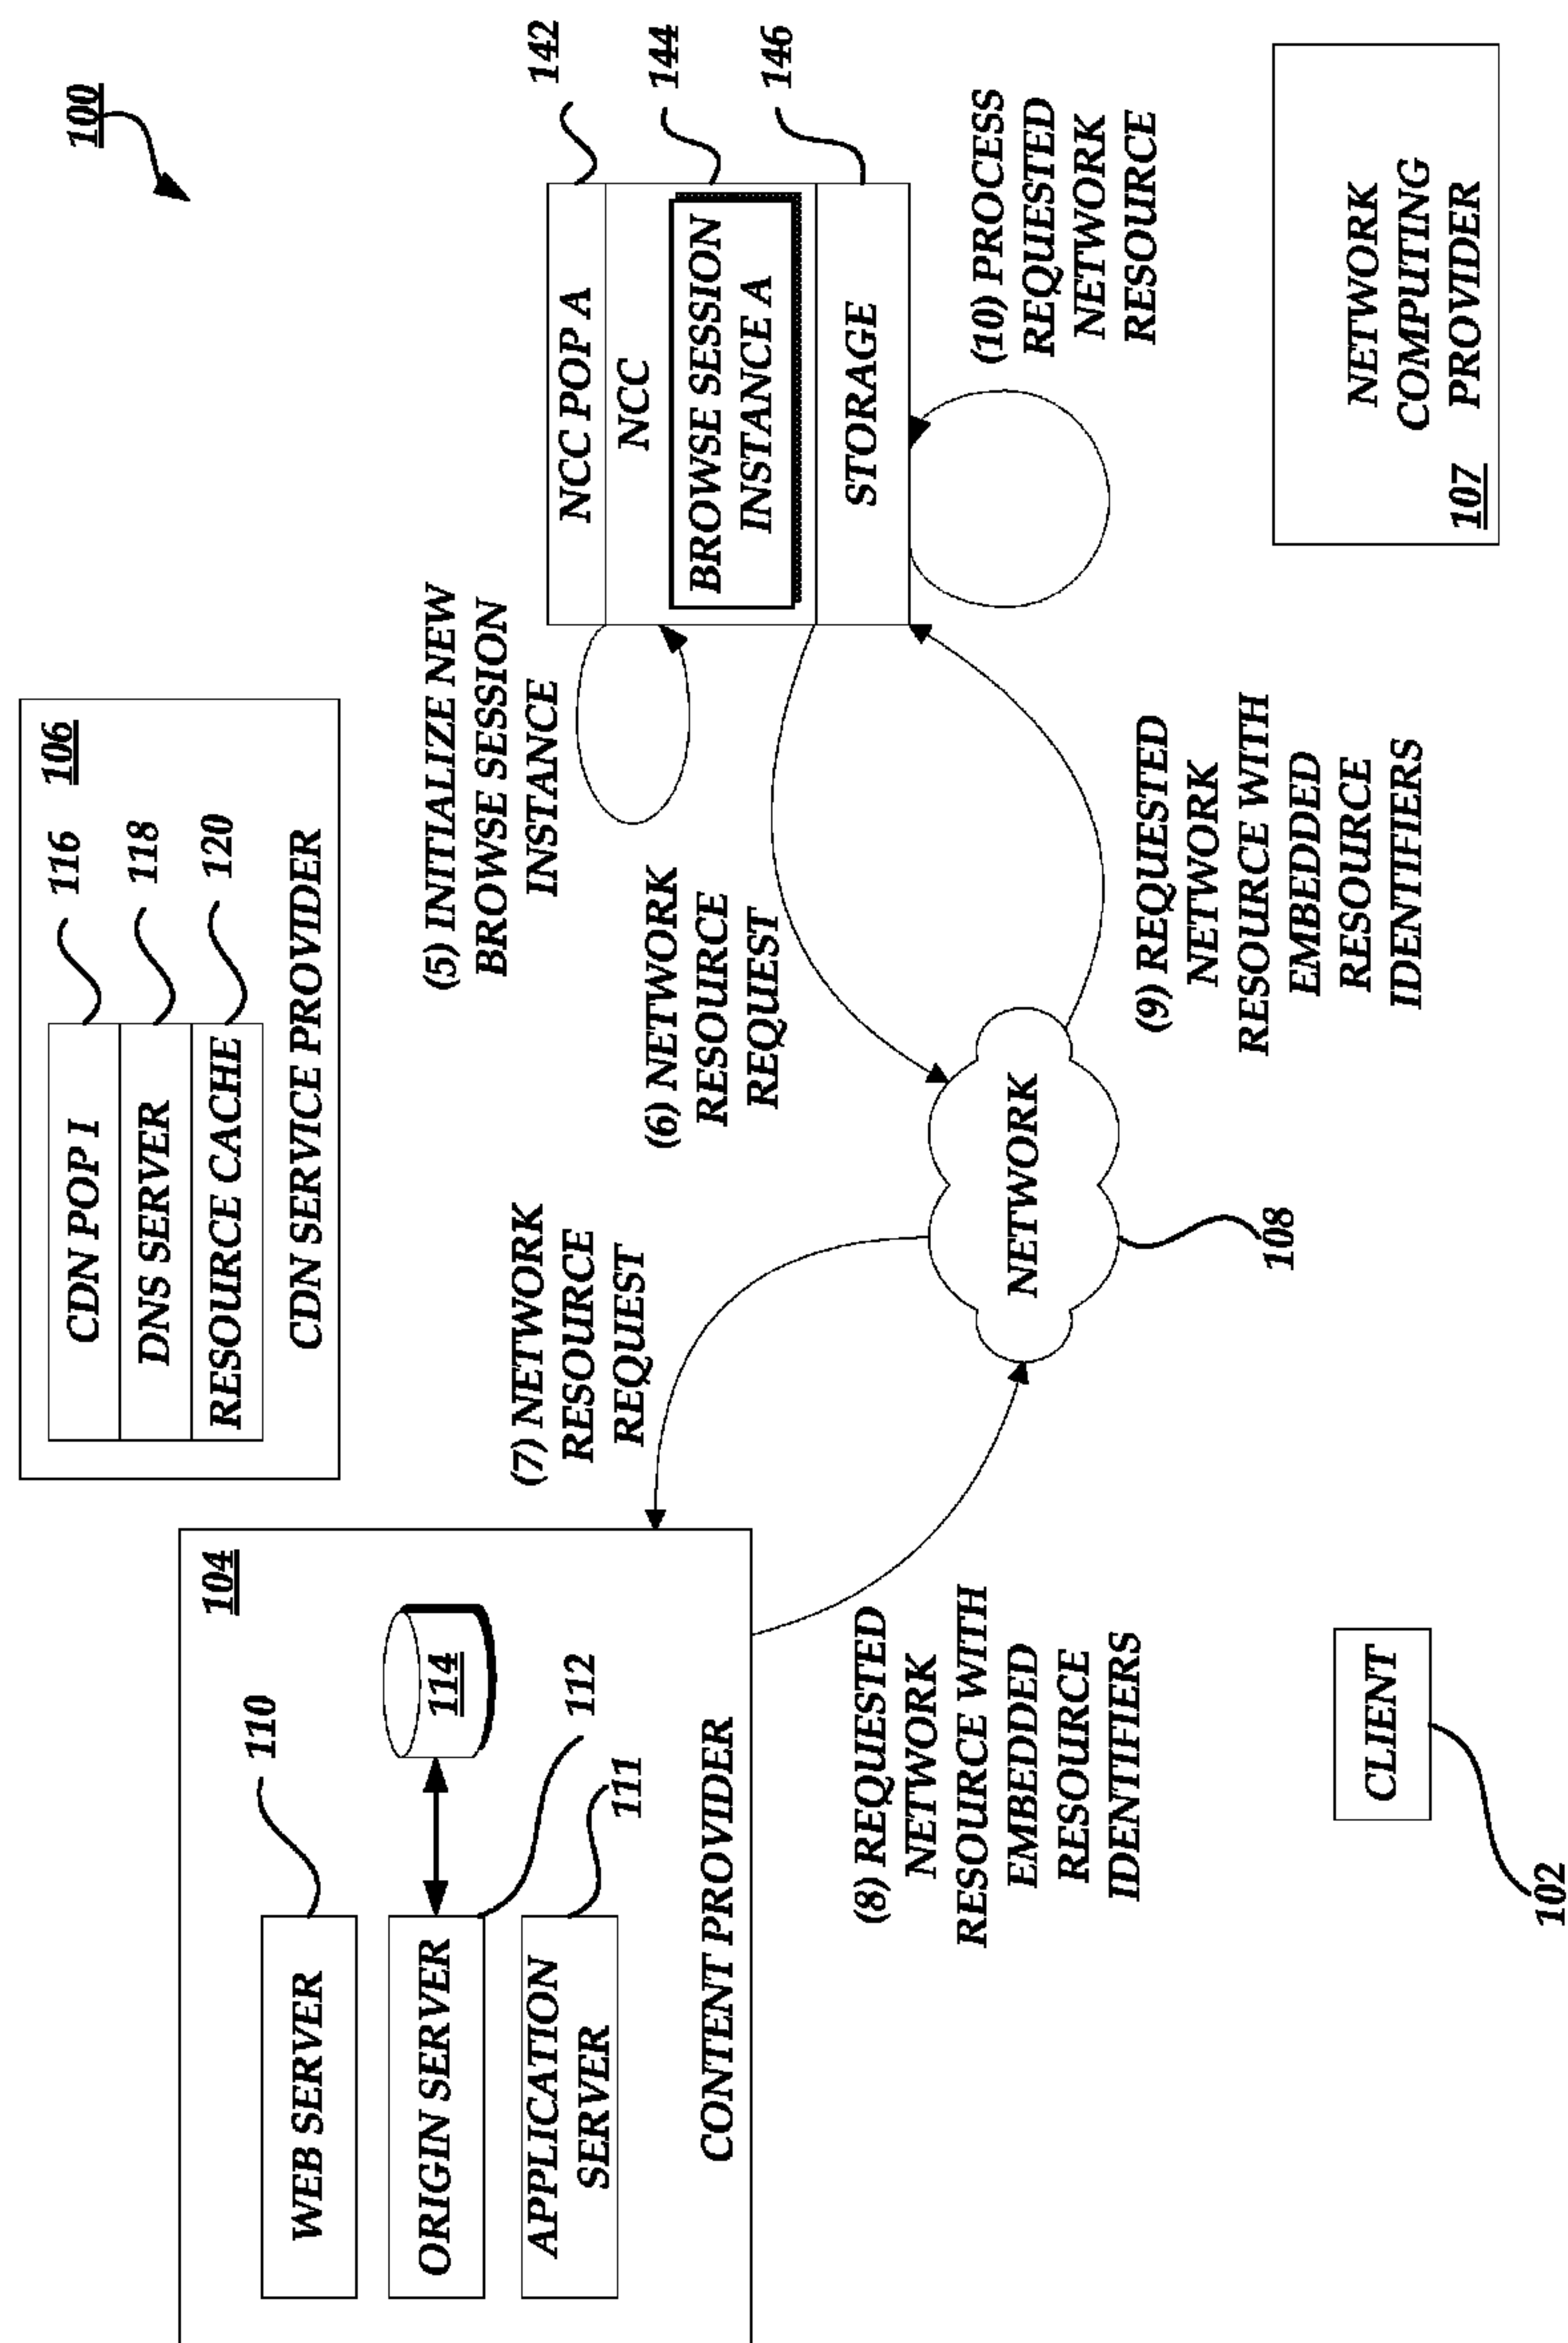 100
106
CDN POP I
116
DNS SERVER
118
RESOURCE CACHE
120
CDN SERVICE PROVIDER
104
WEB SERVER
110
ORIGIN SERVER
114
112
APPLICATION
SERVER
111
CONTENT PROVIDER
(5) INITIALIZE NEW
BROWSE SESSION
INSTANCE
NCC POP A
142
NCC
144
BROWSE SESSION
INSTANCE A
STORAGE
146
(6) NETWORK
RESOURCE
REQUEST
(7) NETWORK
RESOURCE
REQUEST
NETWORK
108
(8) REQUESTED
NETWORK
RESOURCE WITH
EMBEDDED
RESOURCE
IDENTIFIERS
(9) REQUESTED
NETWORK
RESOURCE WITH
EMBEDDED
RESOURCE
IDENTIFIERS
(10) PROCESS
REQUESTED
NETWORK
RESOURCE
CLIENT
102
NETWORK
COMPUTING
PROVIDER
107